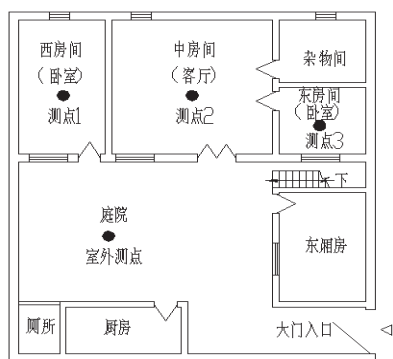 西房间
(卧室)
测点1
中房间
(客厅)
测点2
杂物间
东房间
(卧室)
测点3
下
庭院
室外测点
东厢房
厕所
厨房
大门入口